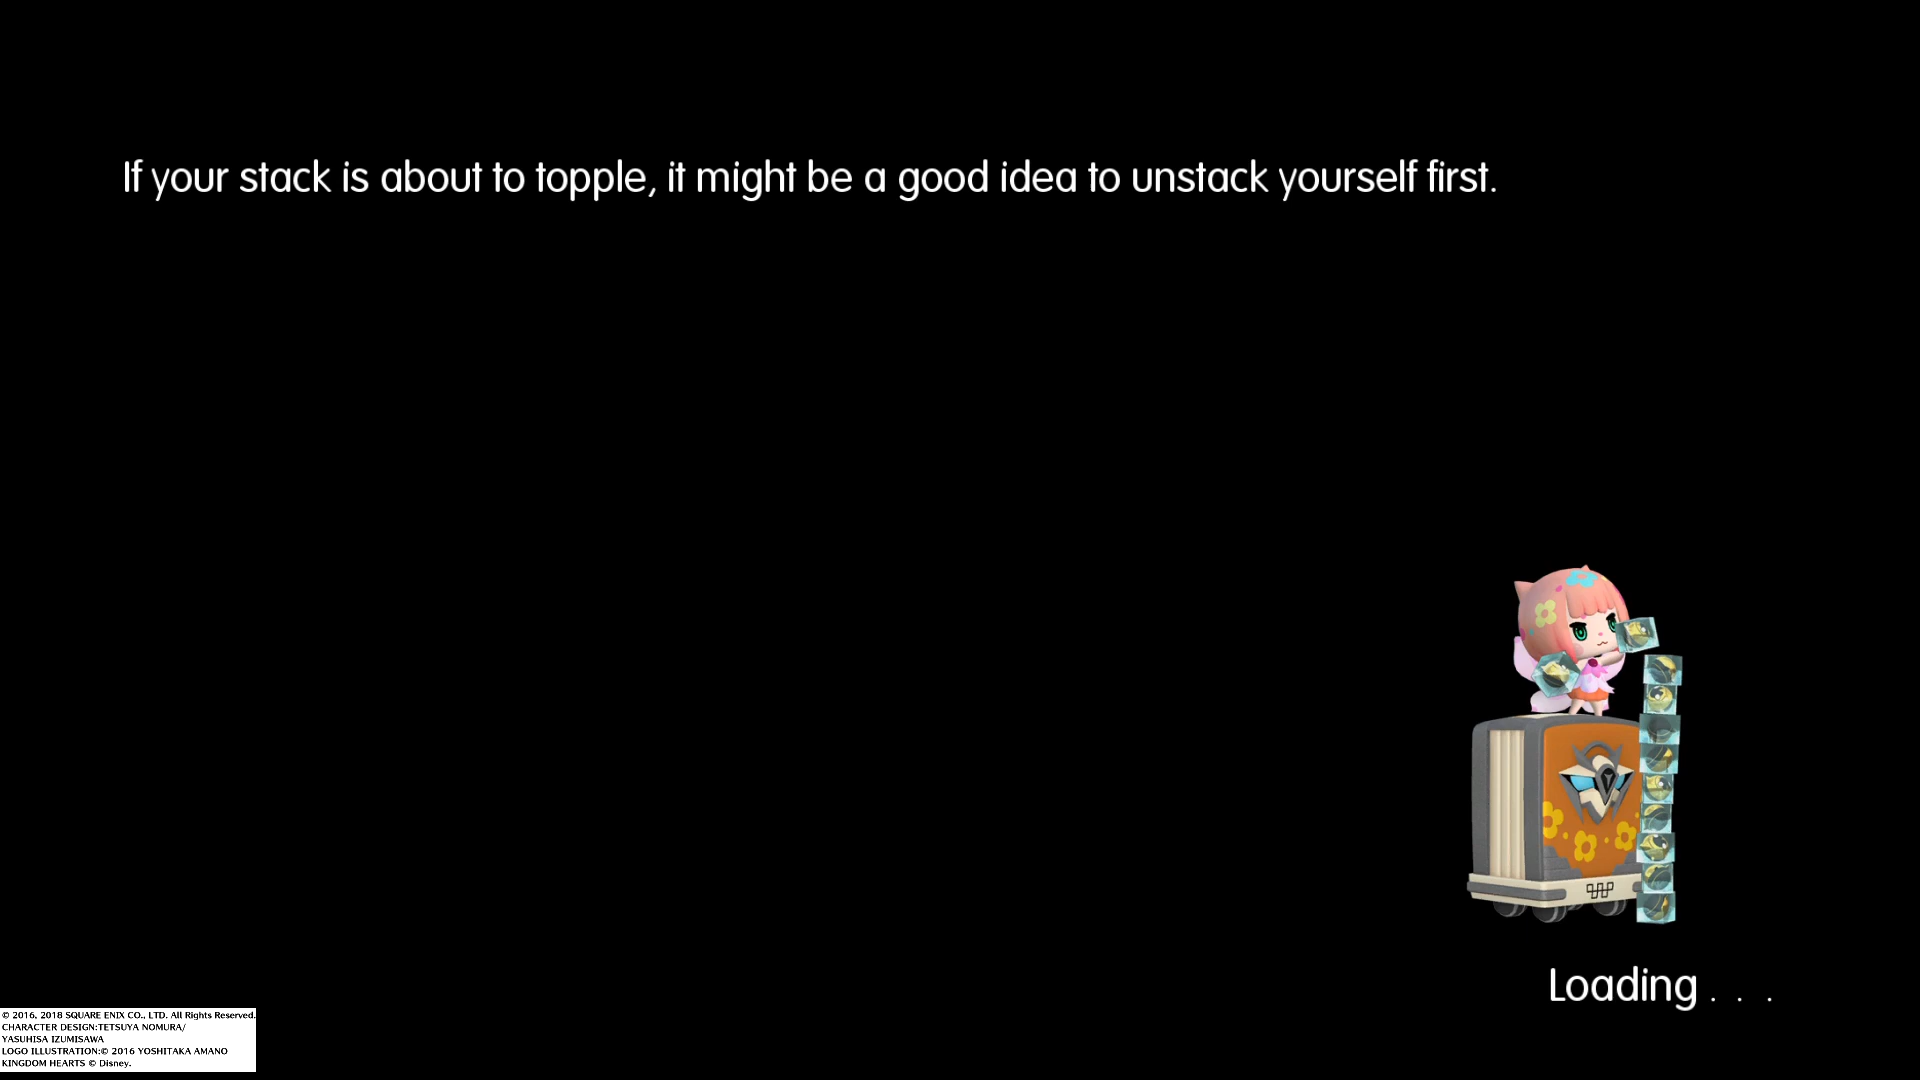 If your stack is about to topple, it might be a good idea to unstack yourself first.
Loading . . .
© 2016, 2018 SQUARE ENIX CO., LTD. All Rights Reserved.
CHARACTER DESIGN:TETSUYA NOMURA/
YASUHISA IZUMISAWA
LOGO ILLUSTRATION:© 2016 YOSHITAKA AMANO
KINGDOM HEARTS © Disney.